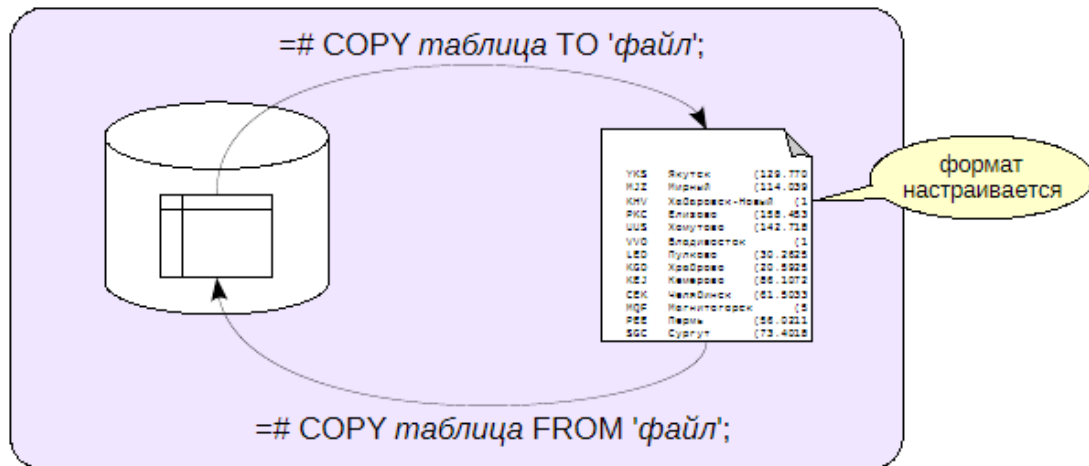 =# COPY таблица TO 'файл';
YKS Якутск (129.770
MJZ Мирный (114.039
KHV Хабаровск-Новый (1
PKC Елизово (158.453
UUS Хомутово (142.718
VVO Владивосток (1
LED Пулково (30.2625
KGD Храброво (20.5925
KEJ Кемерово (86.1072
CEK Челябинск (61.5033
MQF Магнитогорск (5
PEE Пермь (56.0211
SGC Сургут (73.4018
формат
настраивается
=# COPY таблица FROM 'файл';